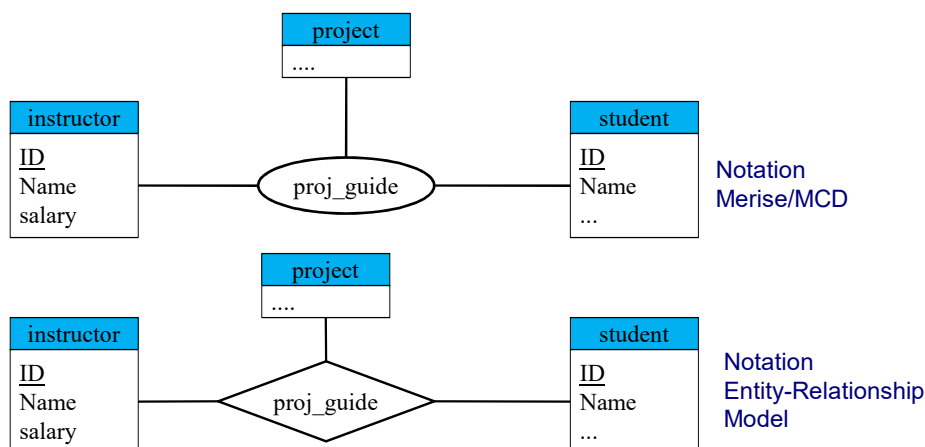 project
....
instructor
ID
Name
salary
proj_guide
student
ID
Name
...
Notation
Merise/MCD
project
....
instructor
ID
Name
salary
proj_guide
student
ID
Name
...
Notation
Entity-Relationship
Model